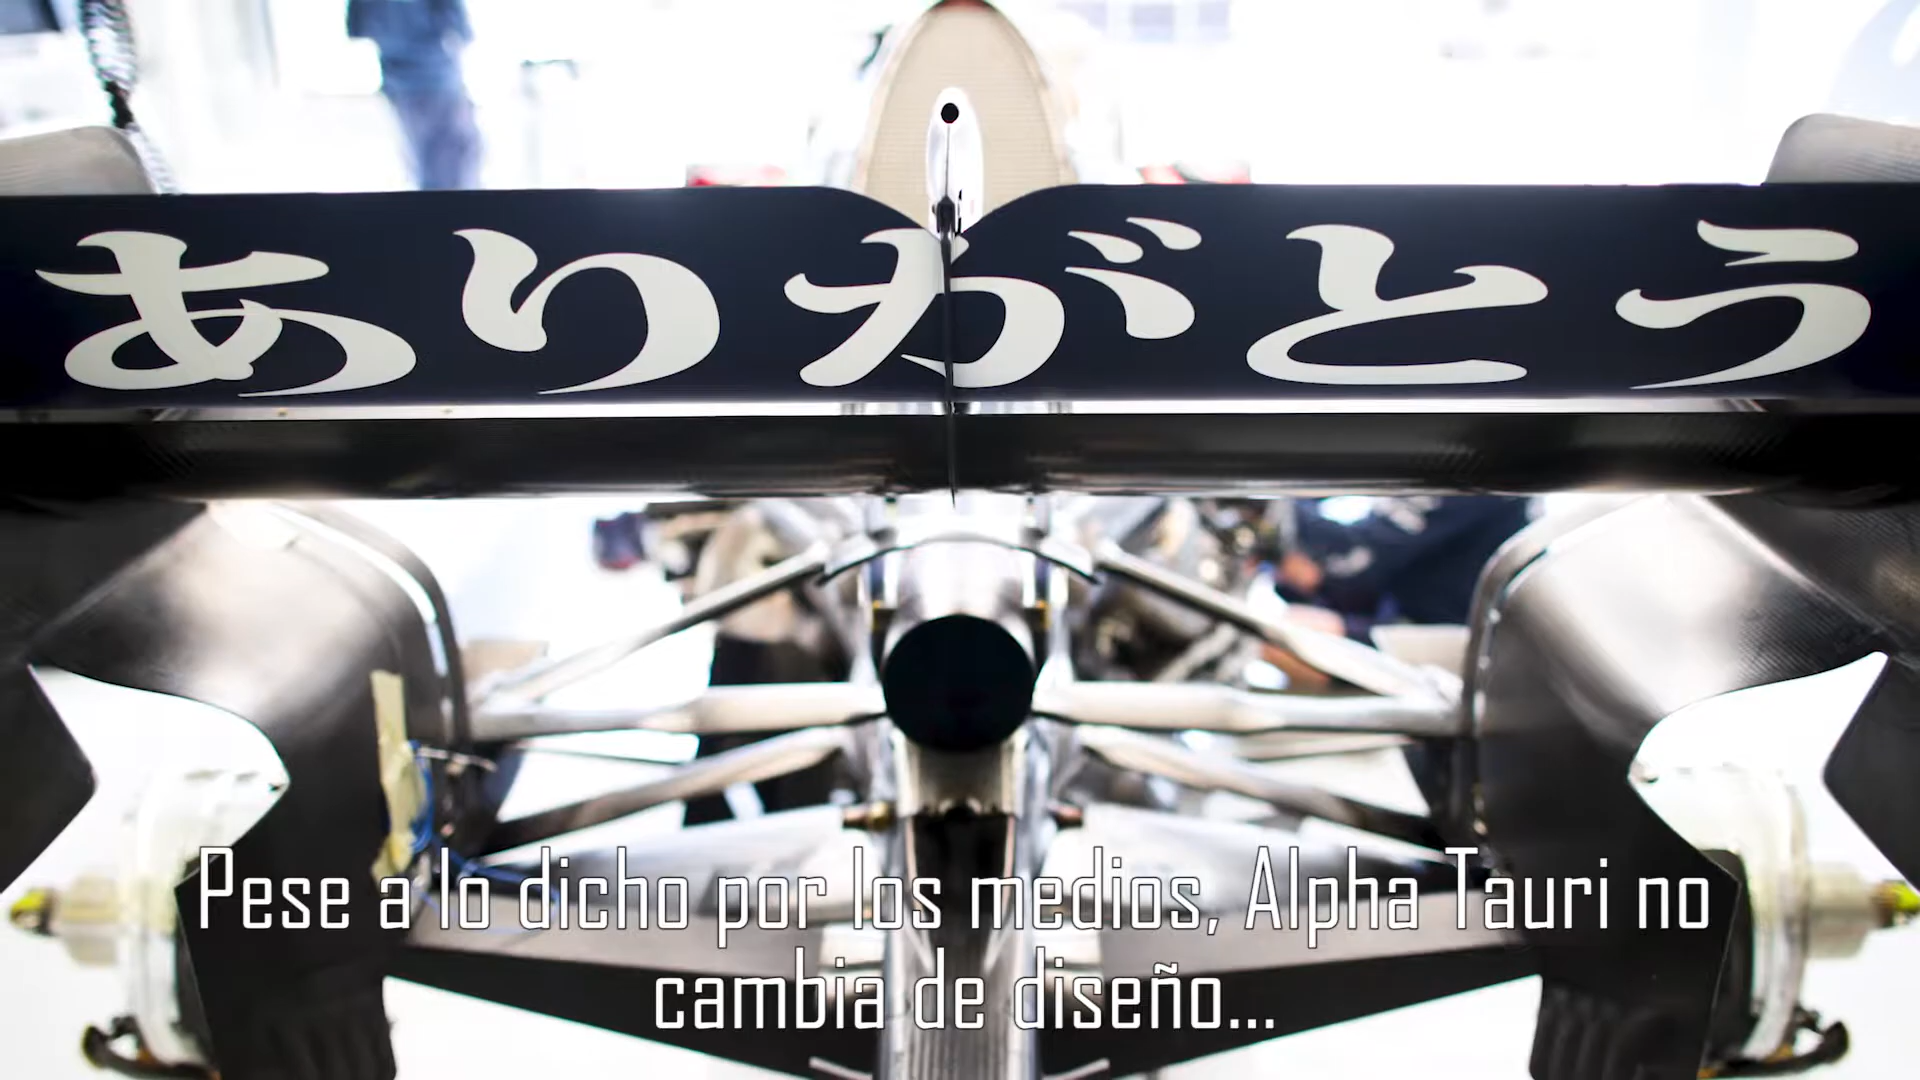 ありがとう
Pese a lo dicho por los medios, Alpha Tauri no
cambia de diseño...